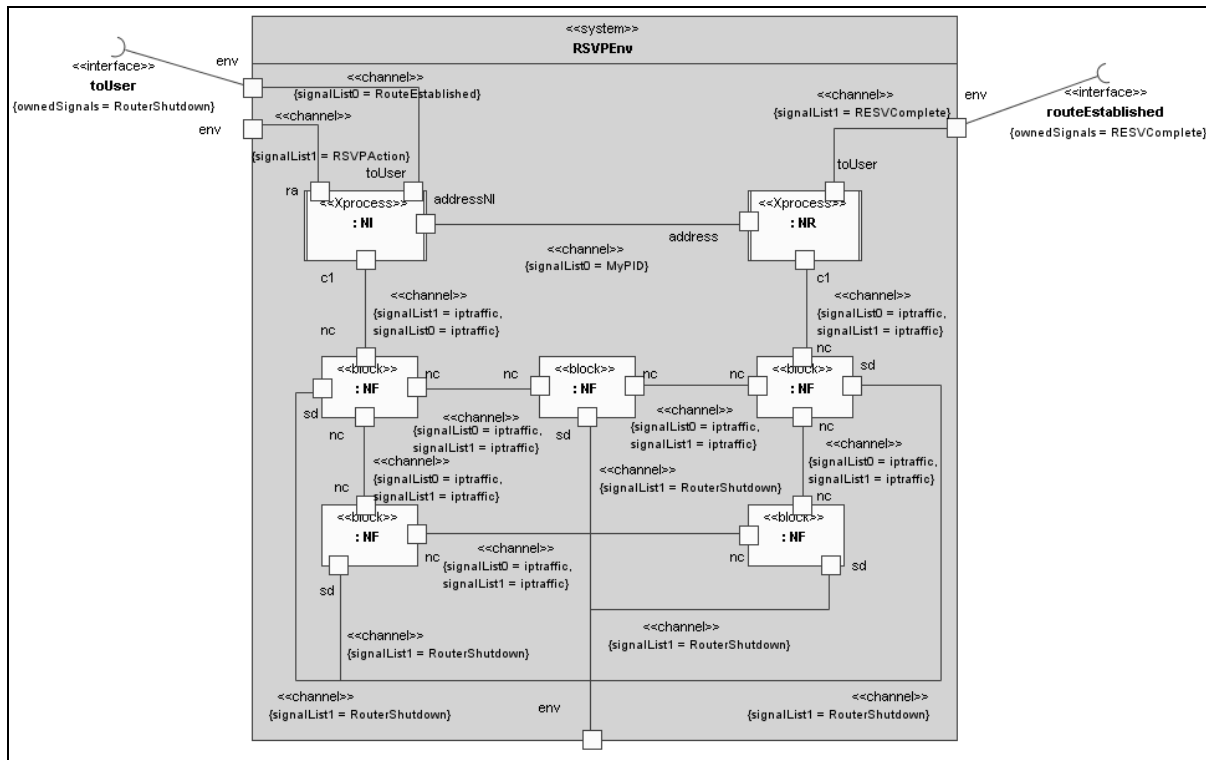 <<system>>
RSVPEnv
env
<<interface>>
toUser
{ownedSignals = RouterShutdown}
<<channel>>
{signalList0 = RouteEstablished}
env
<<channel>>
{signalList1 = RSVPAction}
toUser
ra
<<channel>>
{signalList1 = RESVComplete}
env
<<interface>>
routeEstablished
{ownedSignals = RESVComplete}
toUser
<<Xprocess>>
: NI
addressNI
<<channel>>
{signalList0 = MyPID}
address
<<Xprocess>>
: NR
c1
<<channel>>
{signalList1 = iptraffic,
signalList0 = iptraffic}
nc
c1
<<channel>>
{signalList0 = iptraffic,
signalList1 = iptraffic}
nc
sd
<<block>>
: NF
sd
nc
nc
nc
<<block>>
: NF
nc
sd
nc
<<block>>
: NF
nc
<<channel>>
{signalList0 = iptraffic,
signalList1 = iptraffic}
<<channel>>
{signalList0 = iptraffic,
signalList1 = iptraffic}
<<channel>>
{signalList0 = iptraffic,
signalList1 = iptraffic}
<<channel>>
{signalList0 = iptraffic,
signalList1 = iptraffic}
<<channel>>
{signalList1 = RouterShutdown}
nc
nc
<<block>>
: NF
nc
sd
<<channel>>
{signalList0 = iptraffic,
signalList1 = iptraffic}
<<block>>
: NF
nc
sd
<<channel>>
{signalList1 = RouterShutdown}
<<channel>>
{signalList1 = RouterShutdown}
<<channel>>
{signalList1 = RouterShutdown}
env
<<channel>>
{signalList1 = RouterShutdown}